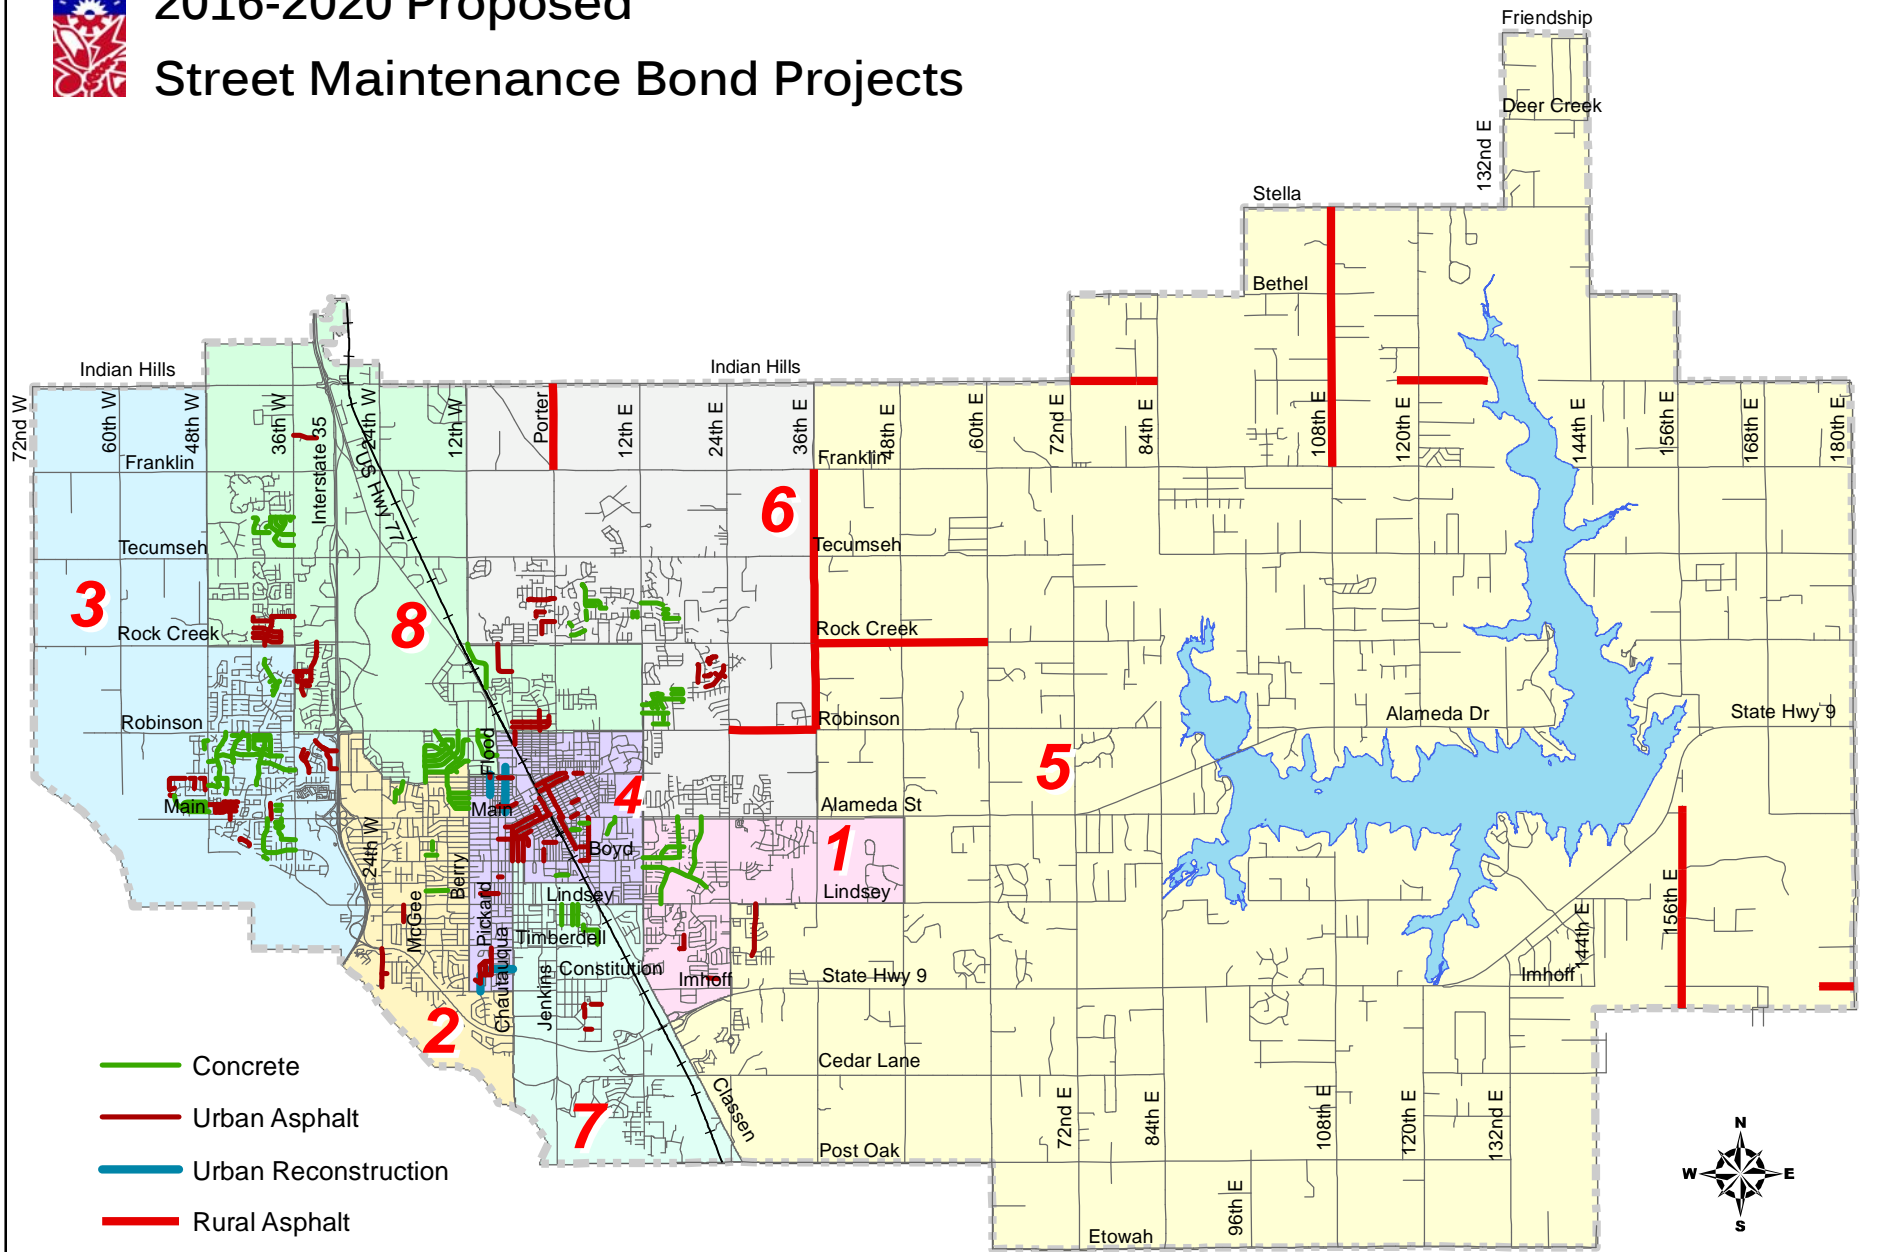 2016-2020 Proposed
Street Maintenance Bond Projects
Friendship
Deer Creek
132nd E
Stella
Bethel
Indian Hills
Indian Hills
72nd W
60th W
48th W
36th W
Interstate 35
24th W
US Hwy 77
12th W
Porter
12th E
24th E
36th E
48th E
60th E
72nd E
84th E
108th E
120th E
144th E
156th E
168th E
180th E
Franklin
Franklin
6
Tecumseh
Tecumseh
3
8
Rock Creek
Rock Creek
Robinson
Robinson
Alameda Dr
State Hwy 9
Flood
5
4
Main
Main
Alameda St
24th W
Berry
Boyd
1
Lindsey
Lindsey
McGee
Pickard
Chautauqua
Timberdell
156th E
144th E
Constitution
Jenkins
Imhoff
State Hwy 9
Imhoff
2
Cedar Lane
Concrete
Classen
72nd E
84th E
108th E
120th E
132nd E
Urban Asphalt
7
Post Oak
N
W E
S
Urban Reconstruction
96th E
Rural Asphalt
Etowah